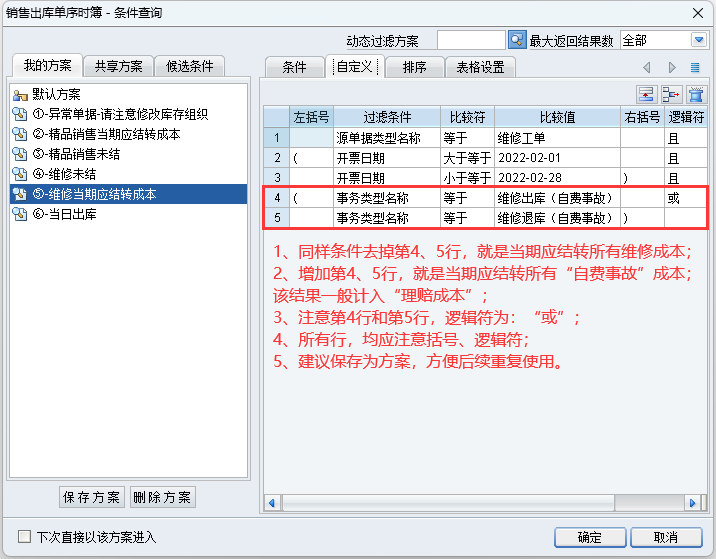 销售出库单序时簿 - 条件查询
动态过滤方案 最大返回结果数 全部
我的方案 共享方案 候选条件
条件 自定义 排序 表格设置
默认方案
①-异常单据-请注意修改库存组织
②-精品销售当期应结转成本
③-精品销售未结
④-维修未结
⑤-维修当期应结转成本
⑥-当日出库
左括号 过滤条件 比较符 比较值 右括号 逻辑符
1 源单据类型名称 等于 维修工单 且
2 ( 开票日期 大于等于 2022-02-01 且
3 开票日期 小于等于 2022-02-28 ) 且
4 ( 事务类型名称 等于 维修出库（自费事故） 或
5 事务类型名称 等于 维修退库（自费事故） )
1、同样条件去掉第4、5行，就是当期应结转所有维修成本；
2、增加第4、5行，就是当期应结转所有“自费事故”成本；
该结果一般计入“理赔成本”；
3、注意第4行和第5行，逻辑符为：“或”；
4、所有行，均应注意括号、逻辑符；
5、建议保存为方案，方便后续重复使用。
保存方案 删除方案
下次直接以该方案进入
确定 取消